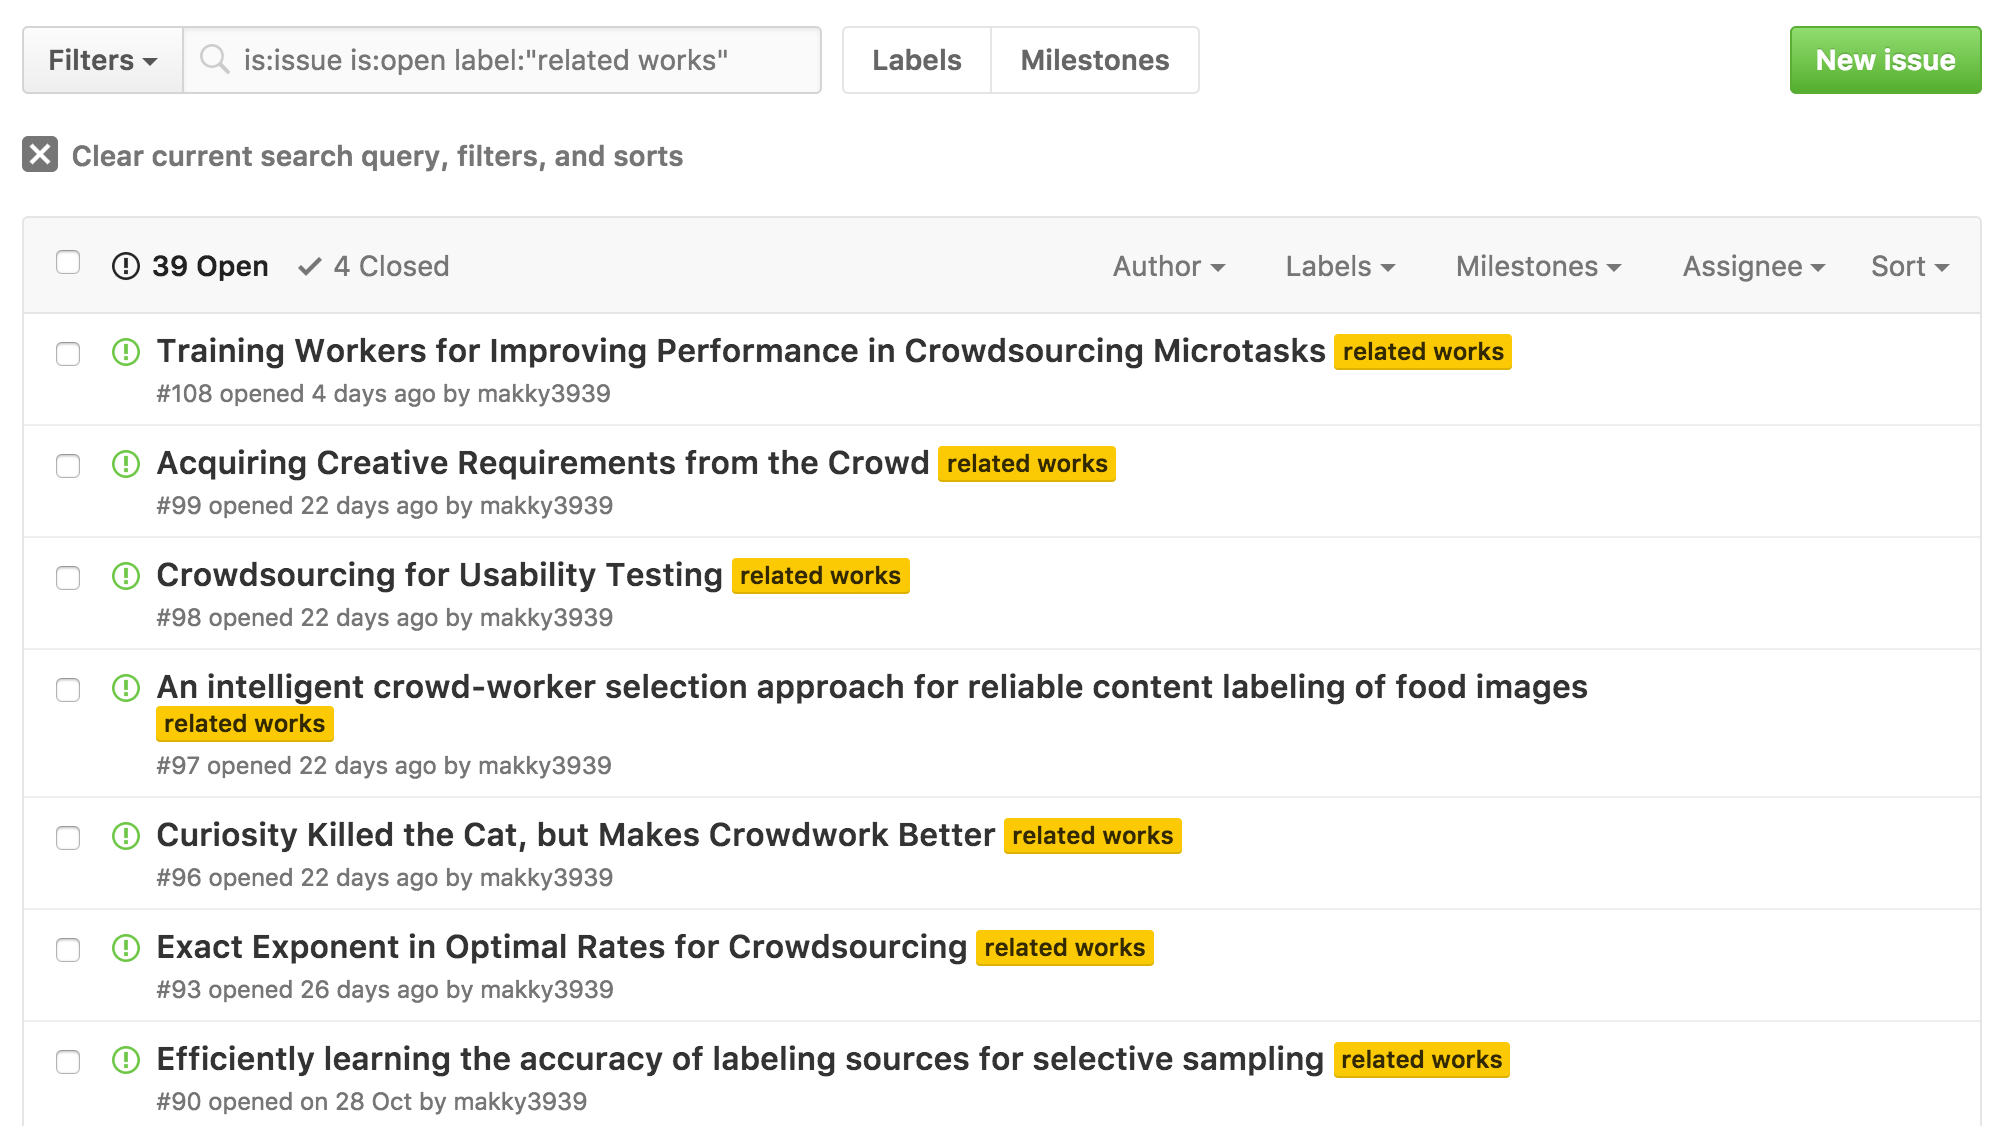 Filters is:issue is:open label:"related works" Labels Milestones New issue
Clear current search query, filters, and sorts
39 Open 4 Closed Author Labels Milestones Assignee Sort
Training Workers for Improving Performance in Crowdsourcing Microtasks related works
#108 opened 4 days ago by makky3939
Acquiring Creative Requirements from the Crowd related works
#99 opened 22 days ago by makky3939
Crowdsourcing for Usability Testing related works
#98 opened 22 days ago by makky3939
An intelligent crowd-worker selection approach for reliable content labeling of food images
related works
#97 opened 22 days ago by makky3939
Curiosity Killed the Cat, but Makes Crowdwork Better related works
#96 opened 22 days ago by makky3939
Exact Exponent in Optimal Rates for Crowdsourcing related works
#93 opened 26 days ago by makky3939
Efficiently learning the accuracy of labeling sources for selective sampling related works
#90 opened on 28 Oct by makky3939